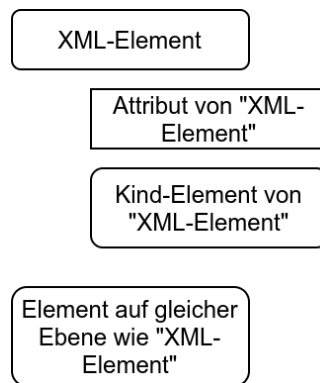 XML-Element
Attribut von "XML-
Element"
Kind-Element von
"XML-Element"
Element auf gleicher
Ebene wie "XML-
Element"